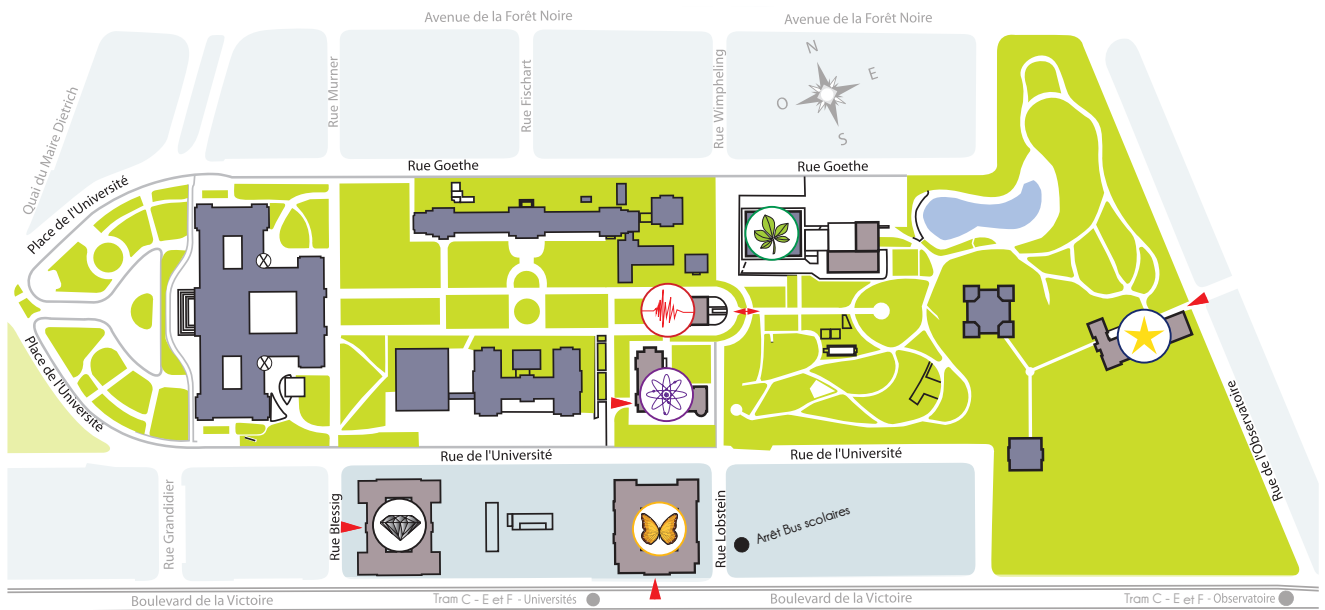 Avenue de la Forêt Noire
Avenue de la Forêt Noire
Quai du Maire Dietrich
Rue Murner
Rue Fischart
Rue Wimpheling
N
E
O
S
Rue Goethe
Rue Goethe
Place de l'Université
Place de l'Université
Rue de l'Observatoire
Rue de l'Université
Rue de l'Université
Rue Grandidier
Rue Blessig
Rue Lobstein
Arrêt Bus scolaires
Boulevard de la Victoire
Tram C - E et F - Universités
Boulevard de la Victoire
Tram C - E et F - Observatoire